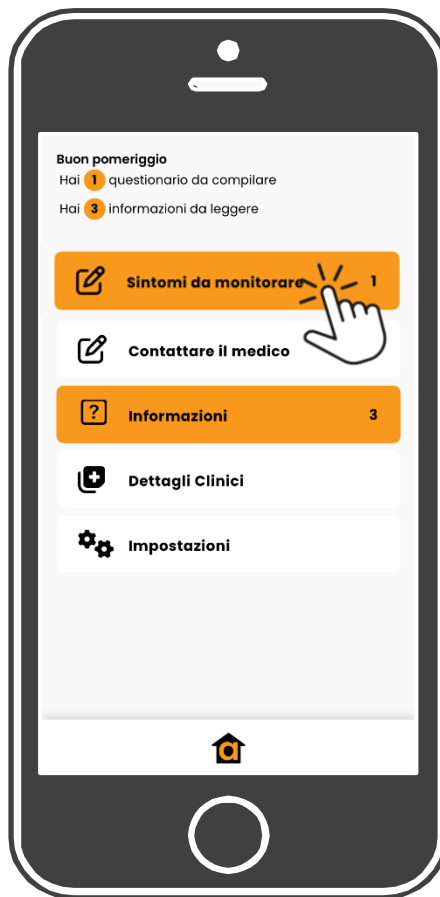 Buon pomeriggio
Hai 1 questionario da compilare
Hai 3 informazioni da leggere
Sintomi da monitorare 1
Contattare il medico
? Informazioni 3
Dettagli Clinici
Impostazioni
a